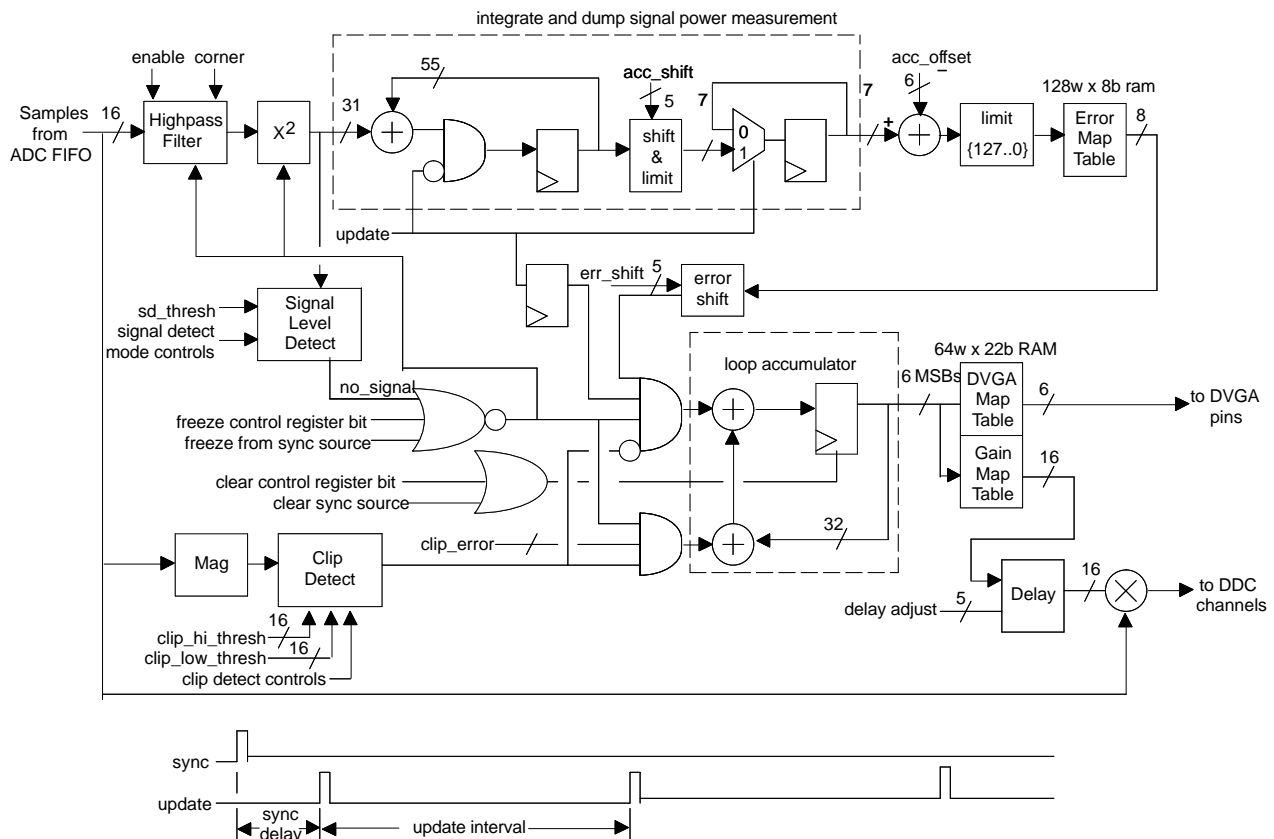 integrate and dump signal power measurement
enable corner
55
acc_shift
acc_offset
6
−
128w x 8b ram
Samples
from
ADC FIFO
16
Highpass
Filter
X2
31
+
5
shift
&
limit
7
0
1
7
+
+
limit
{127..0}
Error
Map
Table
8
update
err_shift
5
error
shift
sd_thresh
signal detect
mode controls
Signal
Level
Detect
no_signal
loop accumulator
64w x 22b RAM
6 MSBs
DVGA
Map
Table
6
to DVGA
pins
freeze control register bit
freeze from sync source
+
Gain
Map
Table
16
clear control register bit
clear sync source
clip_error
+
32
Mag
Clip
Detect
delay adjust
5
Delay
16
to DDC
channels
clip_hi_thresh
16
clip_low_thresh
16
clip detect controls
sync
update
sync
delay
update interval